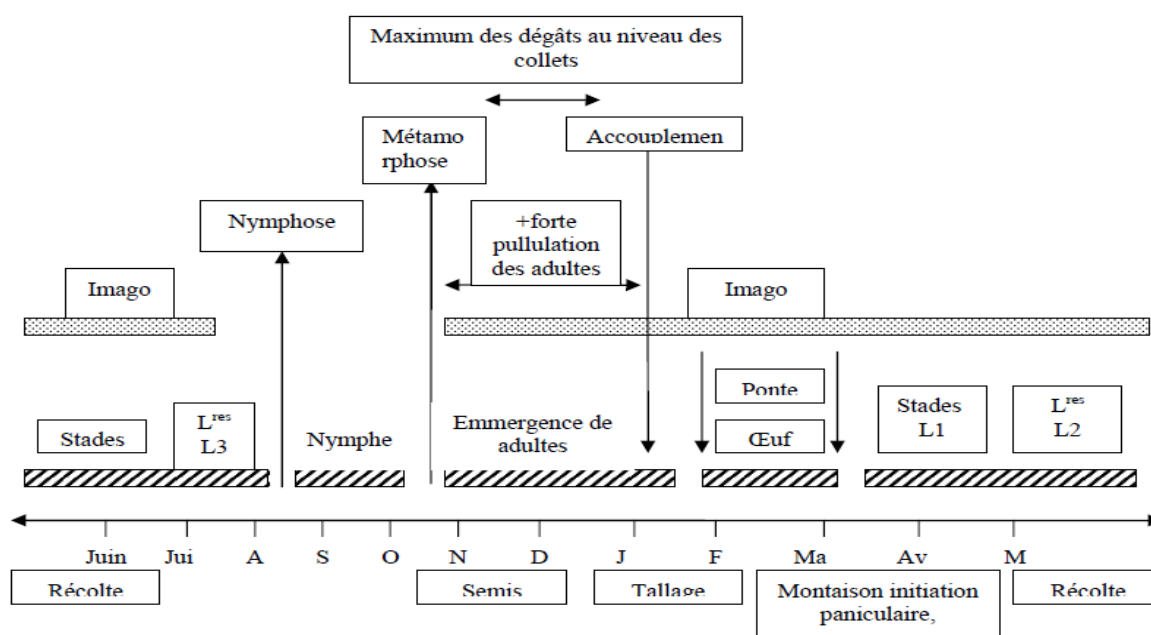 Maximum des dégâts au niveau des
collets
Métamo
rphose
Accouplemen
Nymphose
+forte
pullulation
des adultes
Imago
Imago
Stades
Lres
L3
Nymphe
Emmergence de
adultes
Ponte
Œuf
Stades
L1
Lres
L2
Juin
Jui
A
S
O
N
D
J
F
Ma
Av
M
Récolte
Semis
Tallage
Montaison initiation
paniculaire,
Récolte